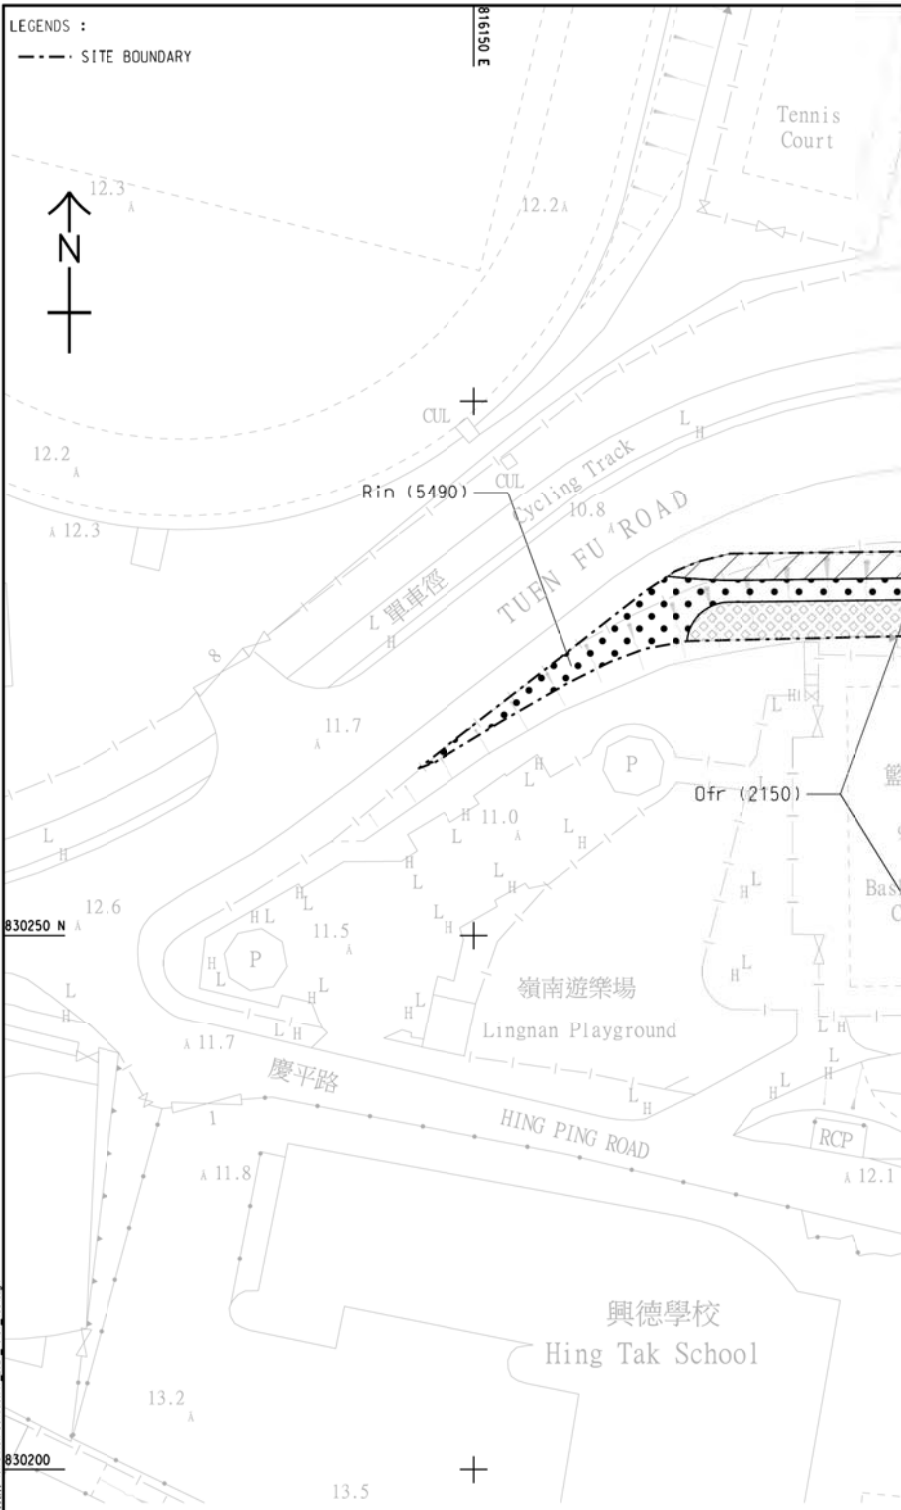 LEGENDS :
SITE BOUNDARY
816150 E
Tennis
Court
12.3
12.2
N
CUL
L
H
12.2
Cycling Track
CUL
Rin (5490)
10.8
12.3
TUEN FU ROAD
單車徑
L
H
8
11.7
L
H
P
L
H
Ofr (2150)
籃
11.0
H
L
L
H
L
H
H
L
L
H
12.6
H
L
H
L
Bas
C
830250 N
H L
11.5
L
H
P
H
L
H
L
嶺南遊樂場
L
H
H
L
H
L
Lingnan Playground
L
H
11.7
L
H
L
H
慶平路
L
H
H
L
L
H
1
HING PING ROAD
RCP
11.8
12.1
興德學校
Hing Tak School
13.2
830200
13.5